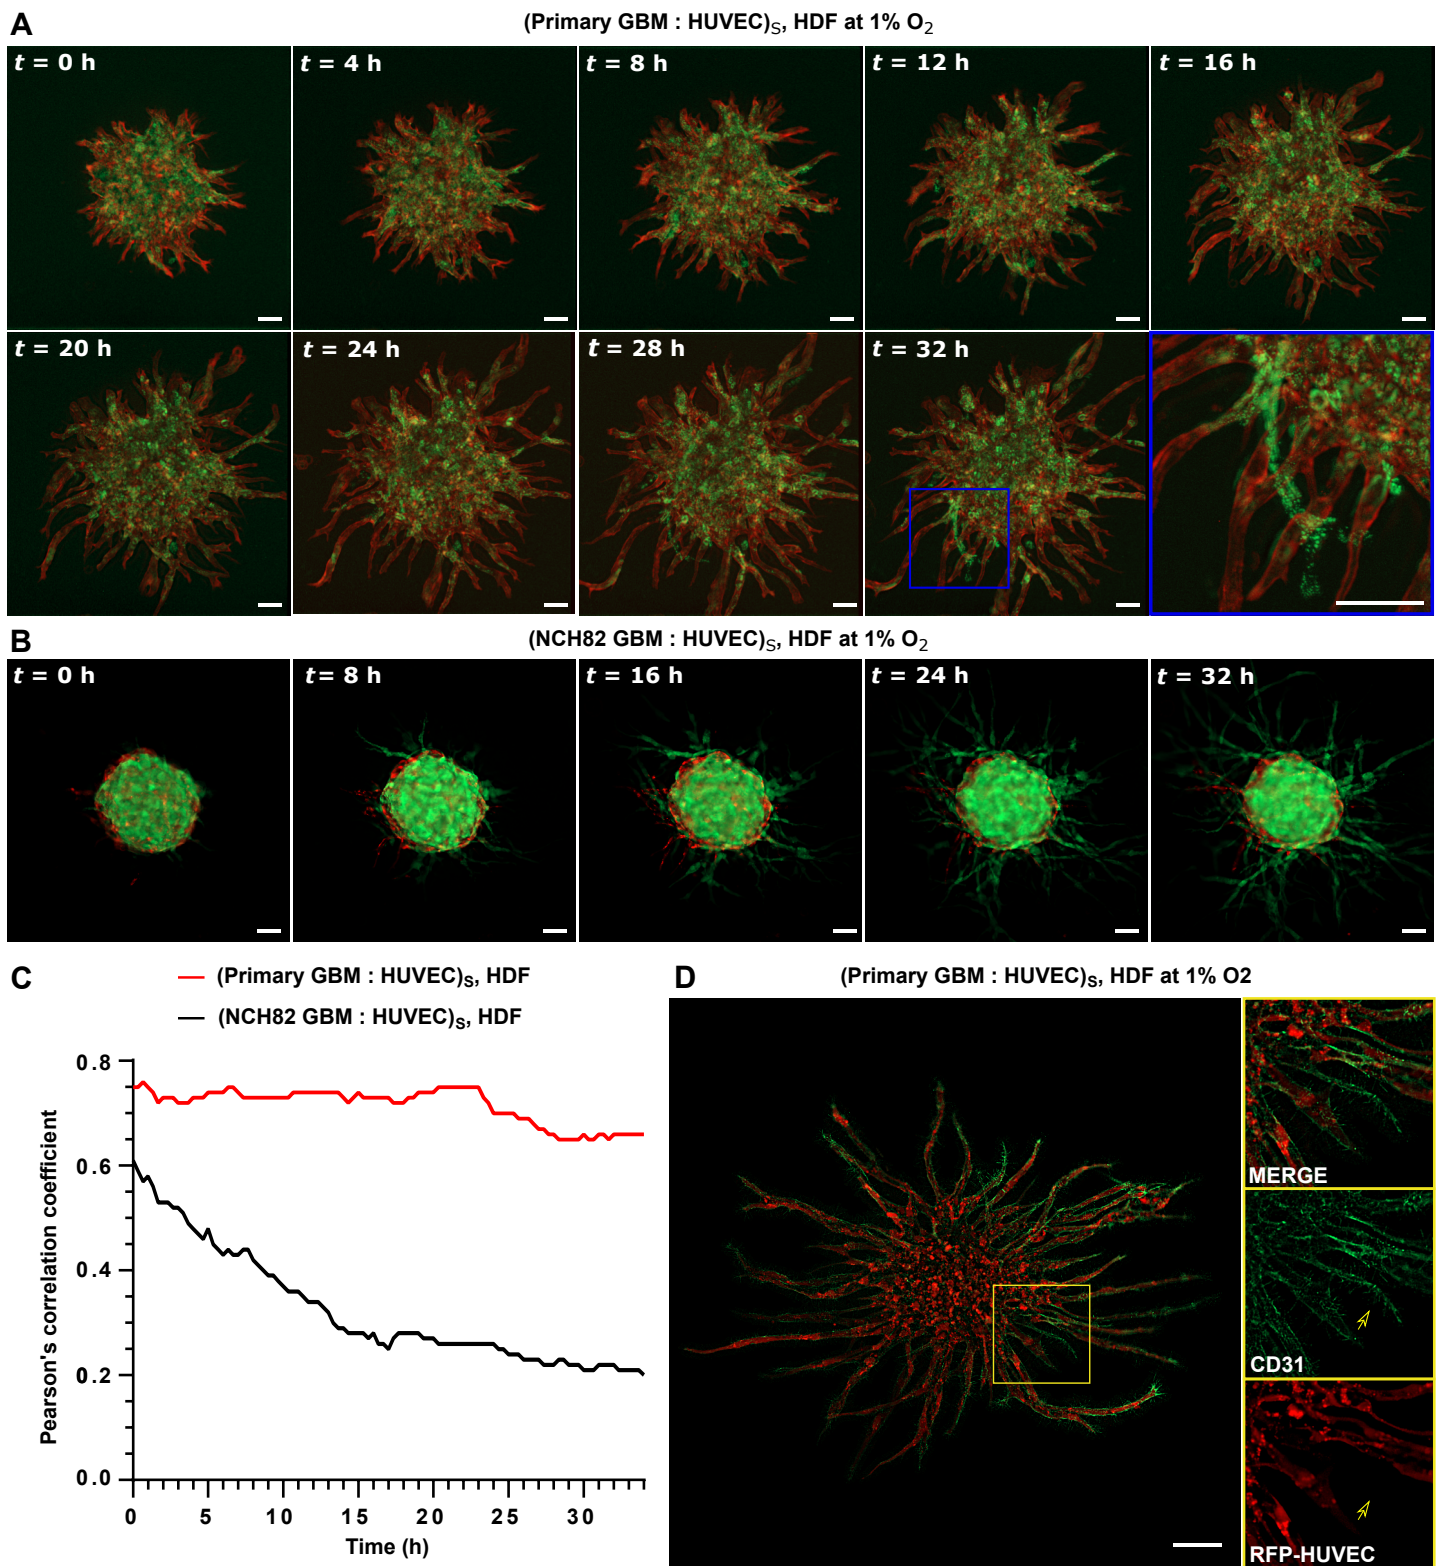 A
(Primary GBM : HUVEC)S, HDF at 1% O2
t = 0 h
t = 4 h
t = 8 h
t = 12 h
t = 16 h
t = 20 h
t = 24 h
t = 28 h
t = 32 h
B
(NCH82 GBM : HUVEC)S, HDF at 1% O2
t = 0 h
t = 8 h
t = 16 h
t = 24 h
t = 32 h
C
(Primary GBM : HUVEC)S, HDF
(NCH82 GBM : HUVEC)S, HDF
Pearson's correlation coefficient
0.8
0.6
0.4
0.2
0.0
0
5
10
15
20
25
30
Time (h)
D
(Primary GBM : HUVEC)S, HDF at 1% O2
MERGE
CD31
RFP-HUVEC